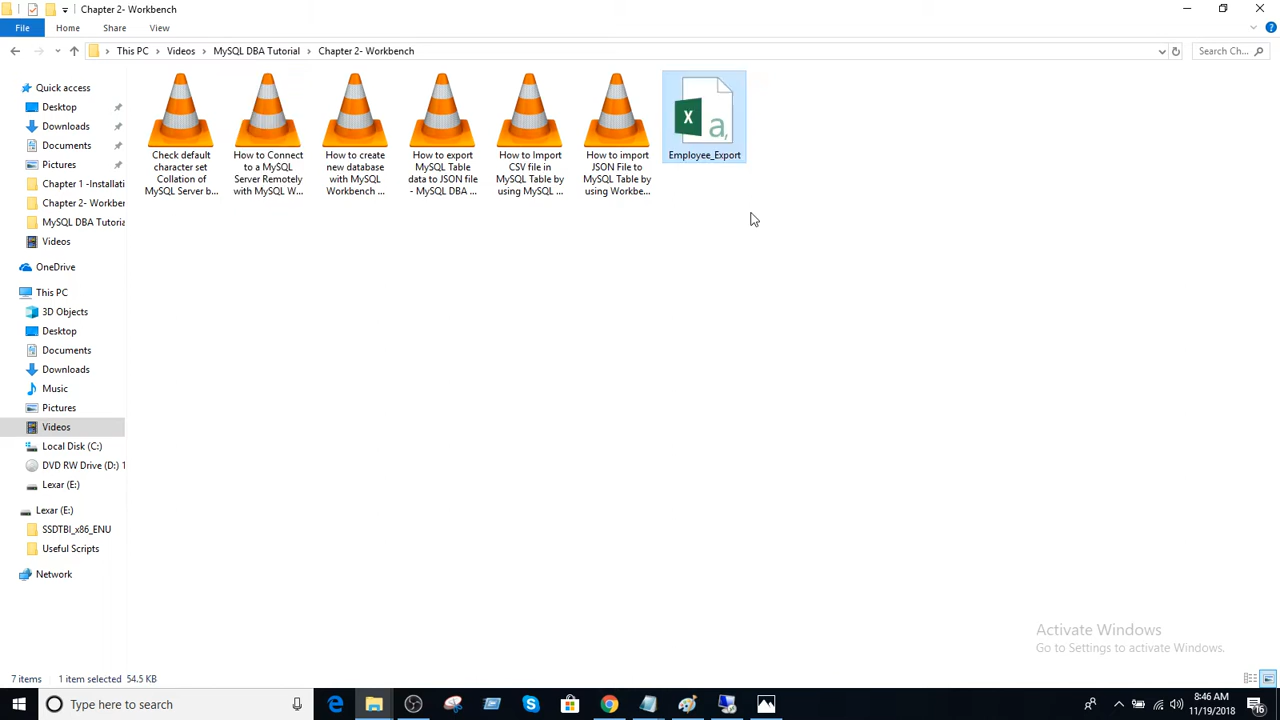 Chapter 2- Workbench
File Home Share View
This PC Videos MySQL DBA Tutorial Chapter 2- Workbench
Search Ch...
Quick access
Desktop
Downloads
Documents
Pictures
Chapter 1 -Installati
Chapter 2- Workber
MySQL DBA Tutoria
Videos
OneDrive
This PC
3D Objects
Desktop
Documents
Downloads
Music
Pictures
Videos
Local Disk (C:)
DVD RW Drive (D:) 1
Lexar (E:)
Lexar (E:)
SSDTBI_x86_ENU
Useful Scripts
Network
Check default
character set
Collation of
MySQL Server b...
How to Connect
to a MySQL
Server Remotely
with MySQL W...
How to create
new database
with MySQL
Workbench ...
How to export
MySQL Table
data to JSON file
- MySQL DBA ...
How to Import
CSV file in
MySQL Table by
using MySQL ...
How to import
JSON File to
MySQL Table by
using Workbe...
X a,
Employee_Export
Activate Windows
Go to Settings to activate Windows.
7 items 1 item selected 54.5 KB
Type here to search
8:46 AM
11/19/2018
16